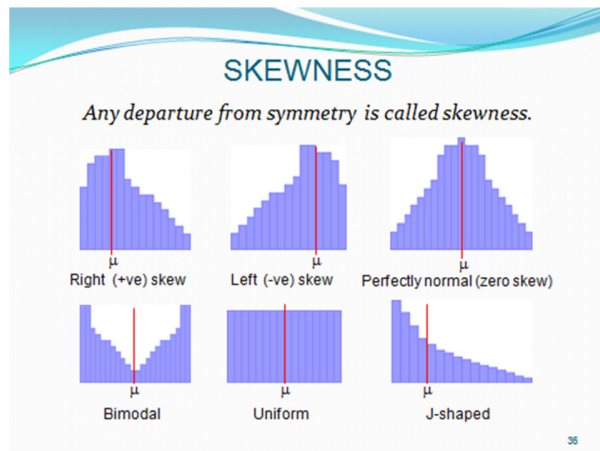 SKEWNESS
Any departure from symmetry is called skewness.
μ μ μ
Right (+ve) skew Left (-ve) skew Perfectly normal (zero skew)
μ μ μ
Bimodal Uniform J-shaped
36